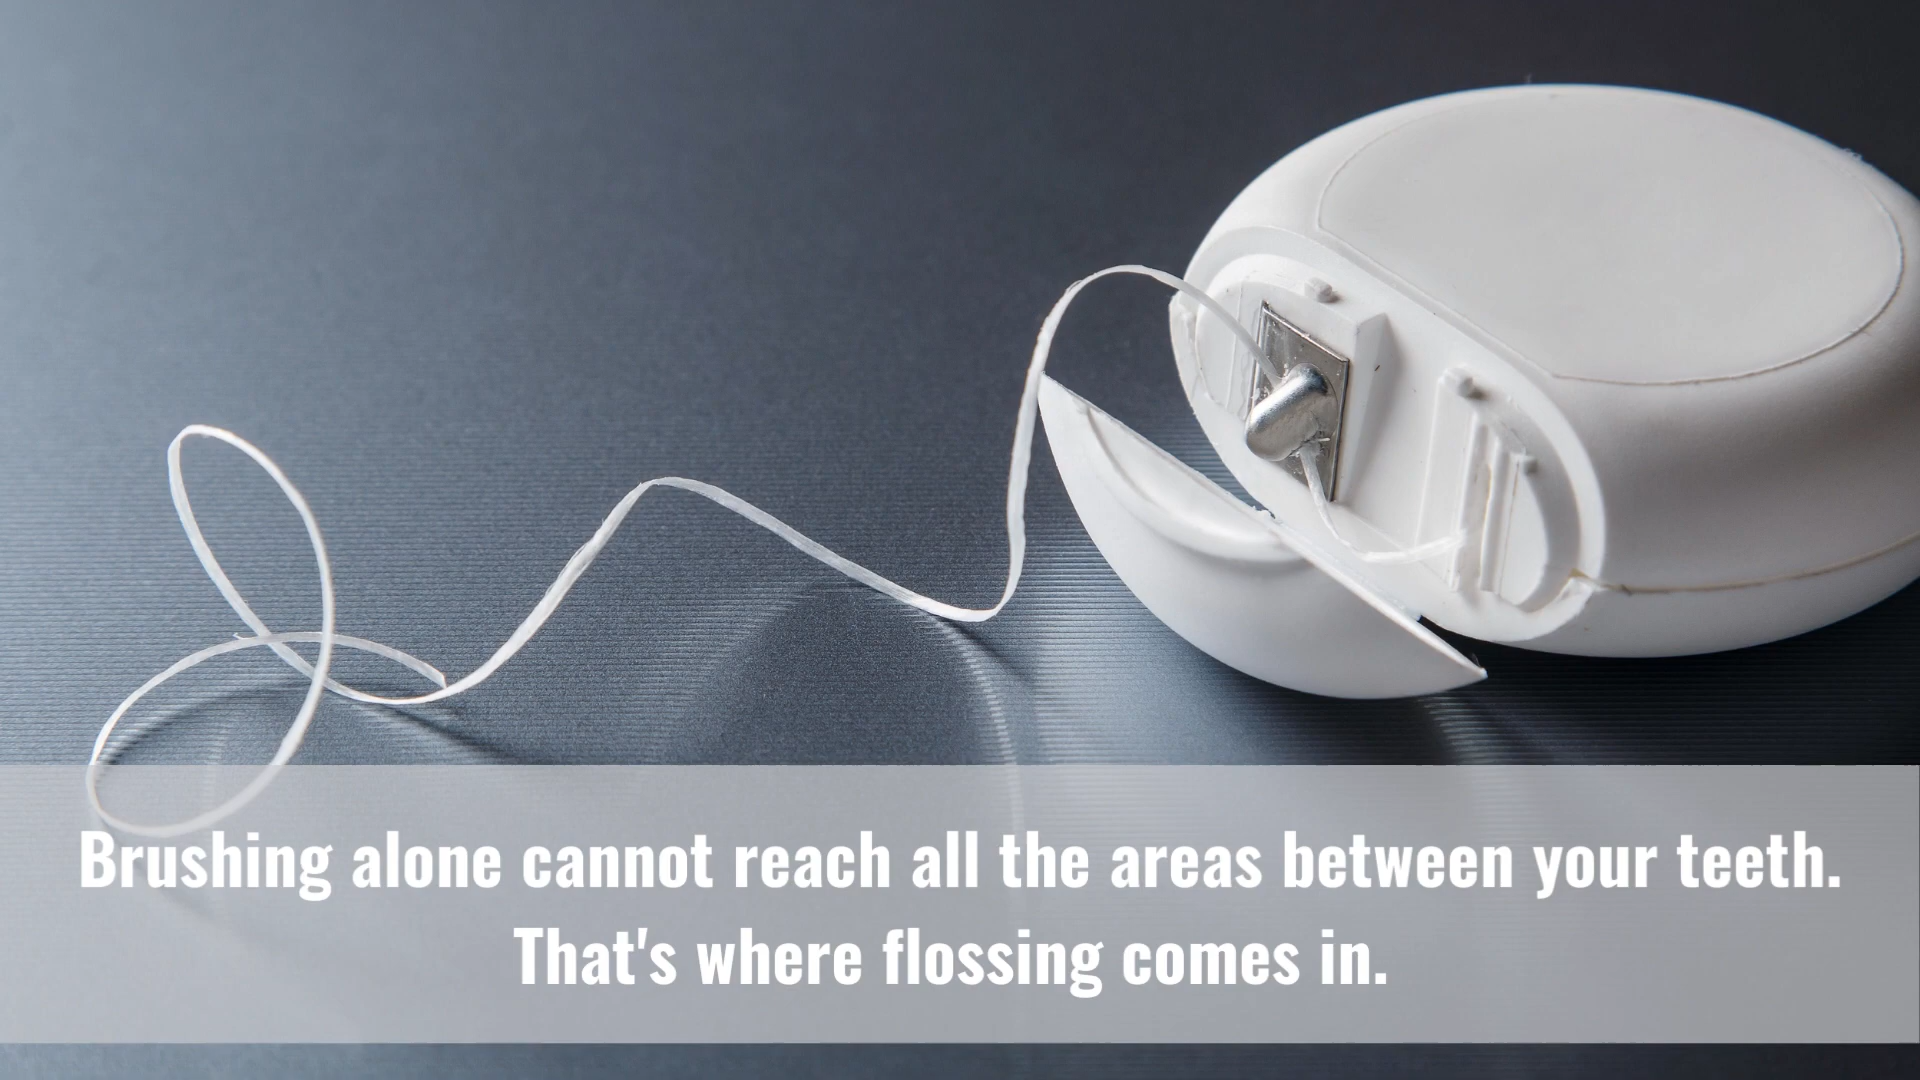 Brushing alone cannot reach all the areas between your teeth.
That's where flossing comes in.